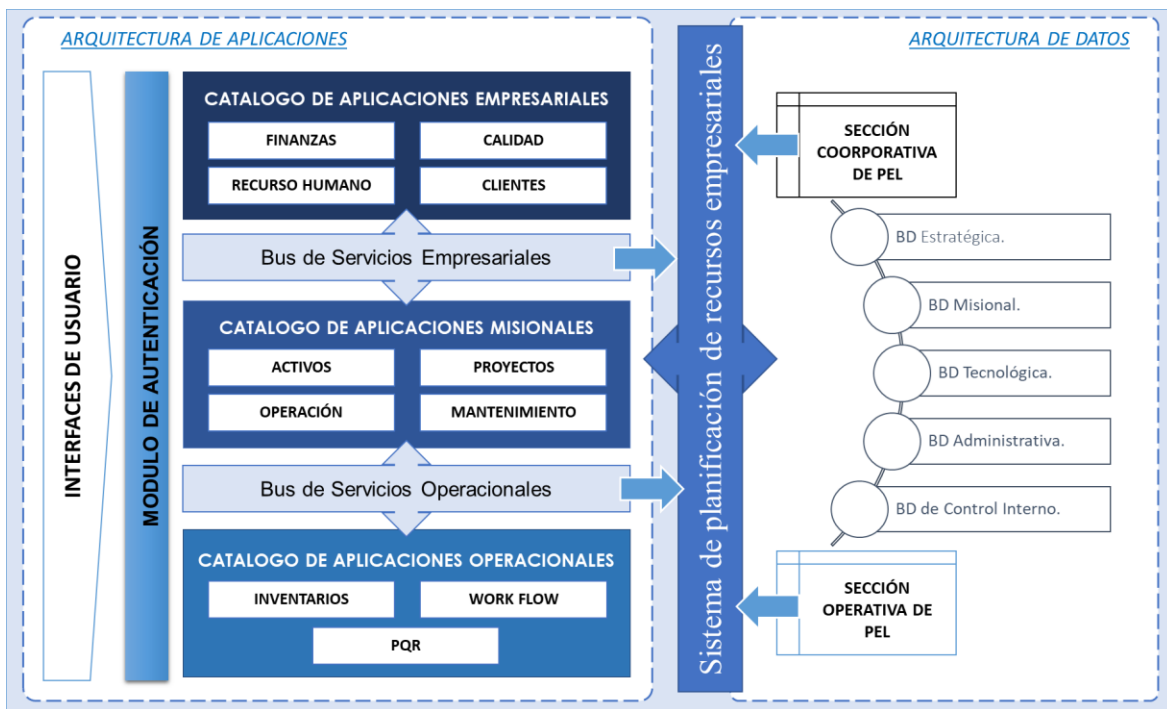 ARQUITECTURA DE APLICACIONES
INTERFACES DE USUARIO
MODULO DE AUTENTICACIÓN
CATALOGO DE APLICACIONES EMPRESARIALES
FINANZAS
CALIDAD
RECURSO HUMANO
CLIENTES
Bus de Servicios Empresariales
CATALOGO DE APLICACIONES MISIONALES
ACTIVOS
PROYECTOS
OPERACIÓN
MANTENIMIENTO
Bus de Servicios Operacionales
CATALOGO DE APLICACIONES OPERACIONALES
INVENTARIOS
WORK FLOW
PQR
Sistema de planificación de recursos empresariales
ARQUITECTURA DE DATOS
SECCIÓN
COORPORATIVA
DE PEL
BD Estratégica.
BD Misional.
BD Tecnológica.
BD Administrativa.
BD de Control Interno.
SECCIÓN
OPERATIVA DE
PEL